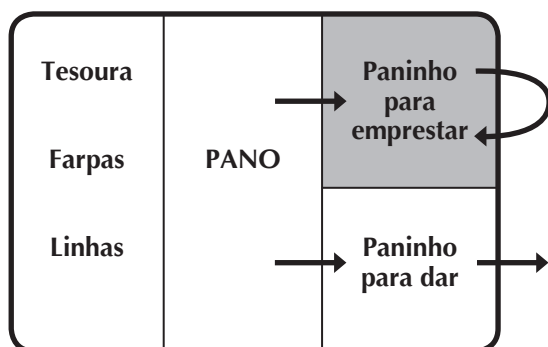 Tesoura
Farpas
Linhas
PANO
Paninho
para
emprestar
Paninho
para dar